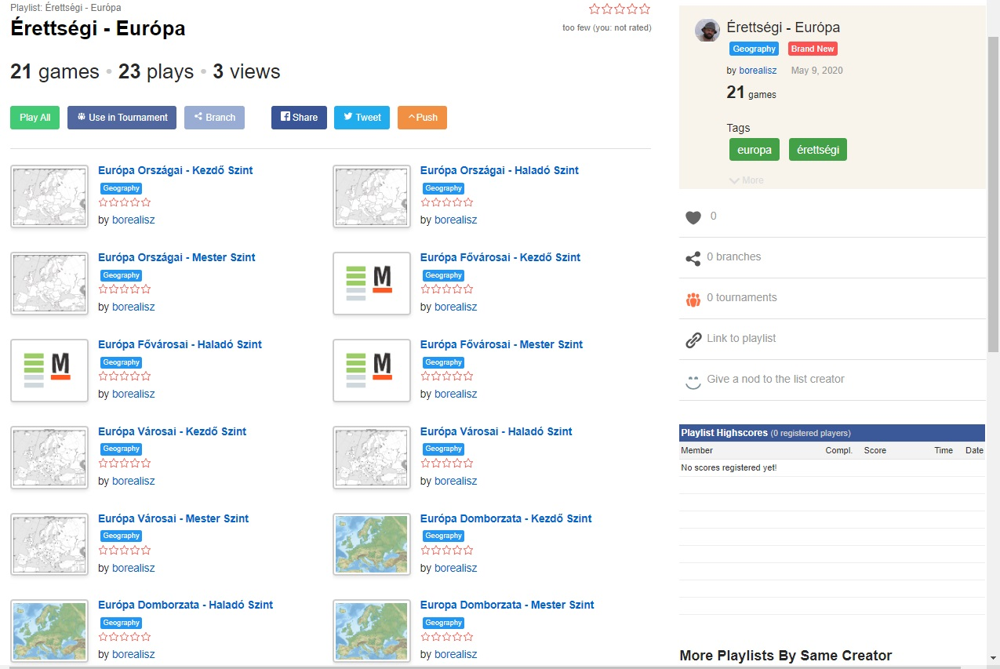 Playlist: Érettségi - Európa
Érettségi - Európa
too few (you: not rated)
21 games • 23 plays • 3 views
Play All
Use in Tournament
Branch
Share
Tweet
Push
Európa Országai - Kezdő Szint
Geography
by borealisz
Európa Országai - Haladó Szint
Geography
by borealisz
Európa Országai - Mester Szint
Geography
by borealisz
Európa Fővárosai - Kezdő Szint
Geography
by borealisz
M
Európa Fővárosai - Haladó Szint
Geography
by borealisz
M
Európa Fővárosai - Mester Szint
Geography
by borealisz
M
Európa Városai - Kezdő Szint
Geography
by borealisz
Európa Városai - Haladó Szint
Geography
by borealisz
Európa Városai - Mester Szint
Geography
by borealisz
Európa Domborzata - Kezdő Szint
Geography
by borealisz
Európa Domborzata - Haladó Szint
Geography
by borealisz
Europa Domborzata - Mester Szint
Geography
by borealisz
Érettségi - Európa
Geography Brand New
by borealisz May 9, 2020
21 games
Tags
europa érettségi
More
0
0 branches
0 tournaments
Link to playlist
Give a nod to the list creator
Playlist Highscores (0 registered players)
Member Compl. Score Time Date
No scores registered yet!
More Playlists By Same Creator